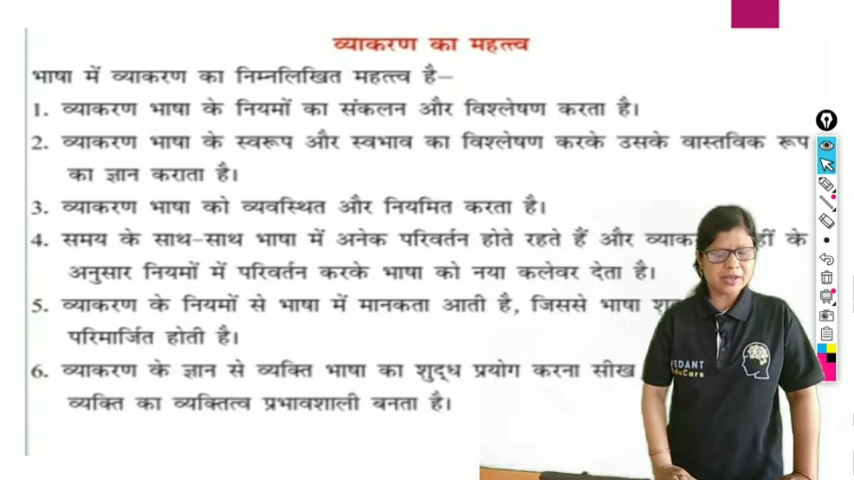 व्याकरण का महत्त्व
भाषा में व्याकरण का निम्नलिखित महत्त्व है–
1. व्याकरण भाषा के नियमों का संकलन और विश्लेषण करता है।
2. व्याकरण भाषा के स्वरूप और स्वभाव का विश्लेषण करके उसके वास्तविक रूप
का ज्ञान कराता है।
3. व्याकरण भाषा को व्यवस्थित और नियमित करता है।
4. समय के साथ-साथ भाषा में अनेक परिवर्तन होते रहते हैं और के
अनुसार नियमों में परिवर्तन करके भाषा को नया कलेवर देता है।
5. व्याकरण के नियमों से भाषा में मानकता आती है, जिससे भाषा
परिमार्जित होती है।
6. व्याकरण के ज्ञान से व्यक्ति भाषा का शुद्ध प्रयोग करना सीख
व्यक्ति का व्यक्तित्व प्रभावशाली बनता है।
VEDANT
EduCare